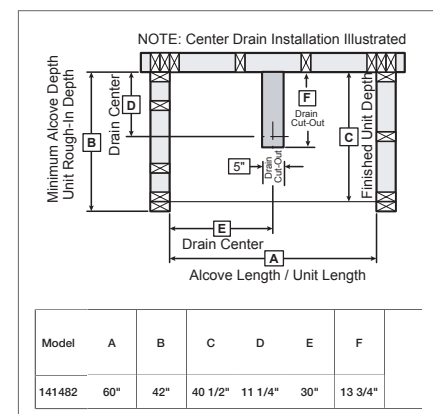 NOTE: Center Drain Installation Illustrated
Minimum Alcove Depth
Unit Rough-In Depth
B
Drain Center
D
F
Drain
Cut-Out
C
Finished Unit Depth
5"
Drain
Cut-Out
E
Drain Center
A
Alcove Length / Unit Length
Model A B C D E F
141482 60" 42" 40 1/2" 11 1/4" 30" 13 3/4"